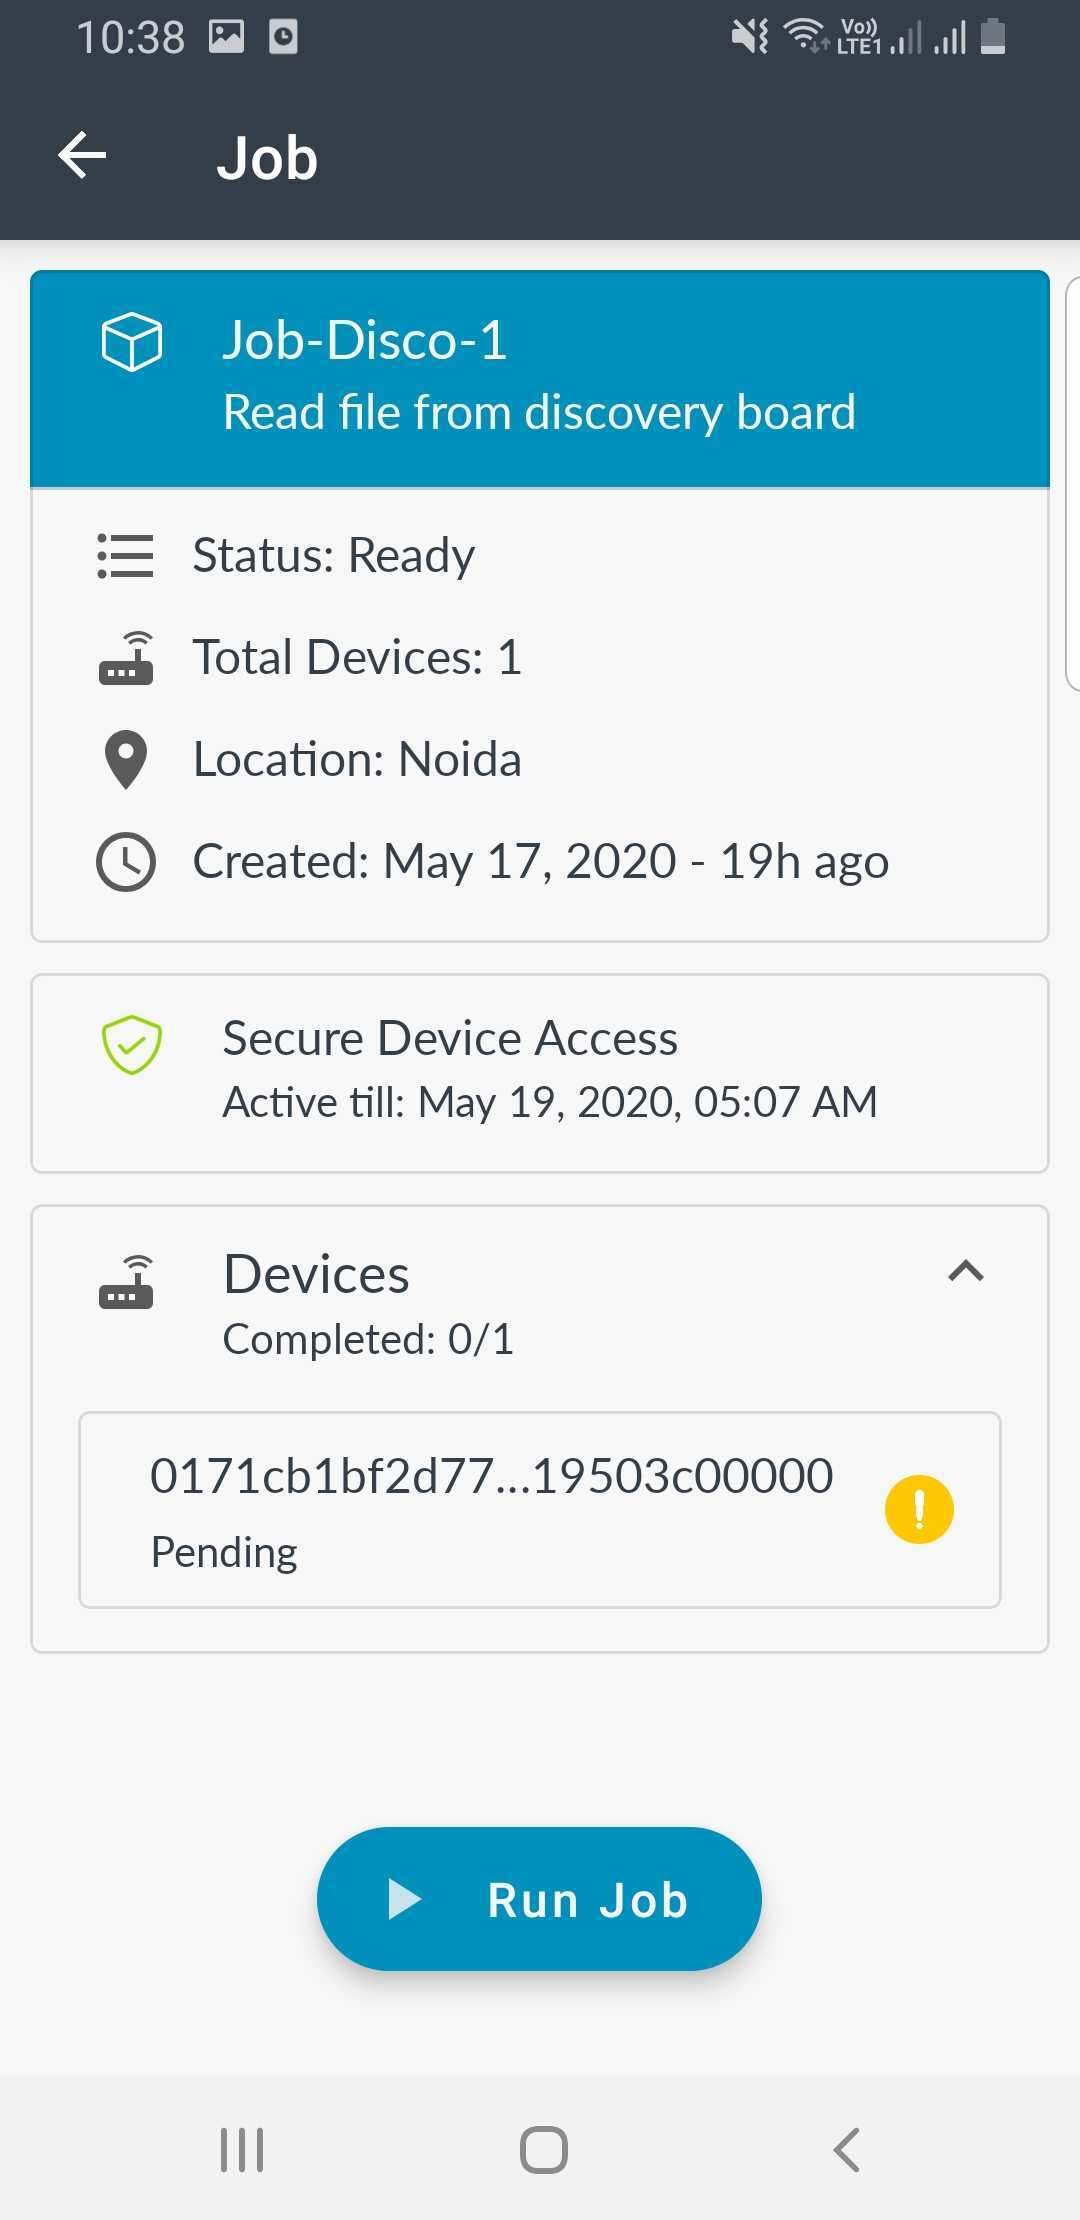 10:38
Vo)) LTE1
Job
Job-Disco-1
Read file from discovery board
Status: Ready
Total Devices: 1
Location: Noida
Created: May 17, 2020 - 19h ago
Secure Device Access
Active till: May 19, 2020, 05:07 AM
Devices
Completed: 0/1
0171cb1bf2d77...19503c00000
Pending
Run Job